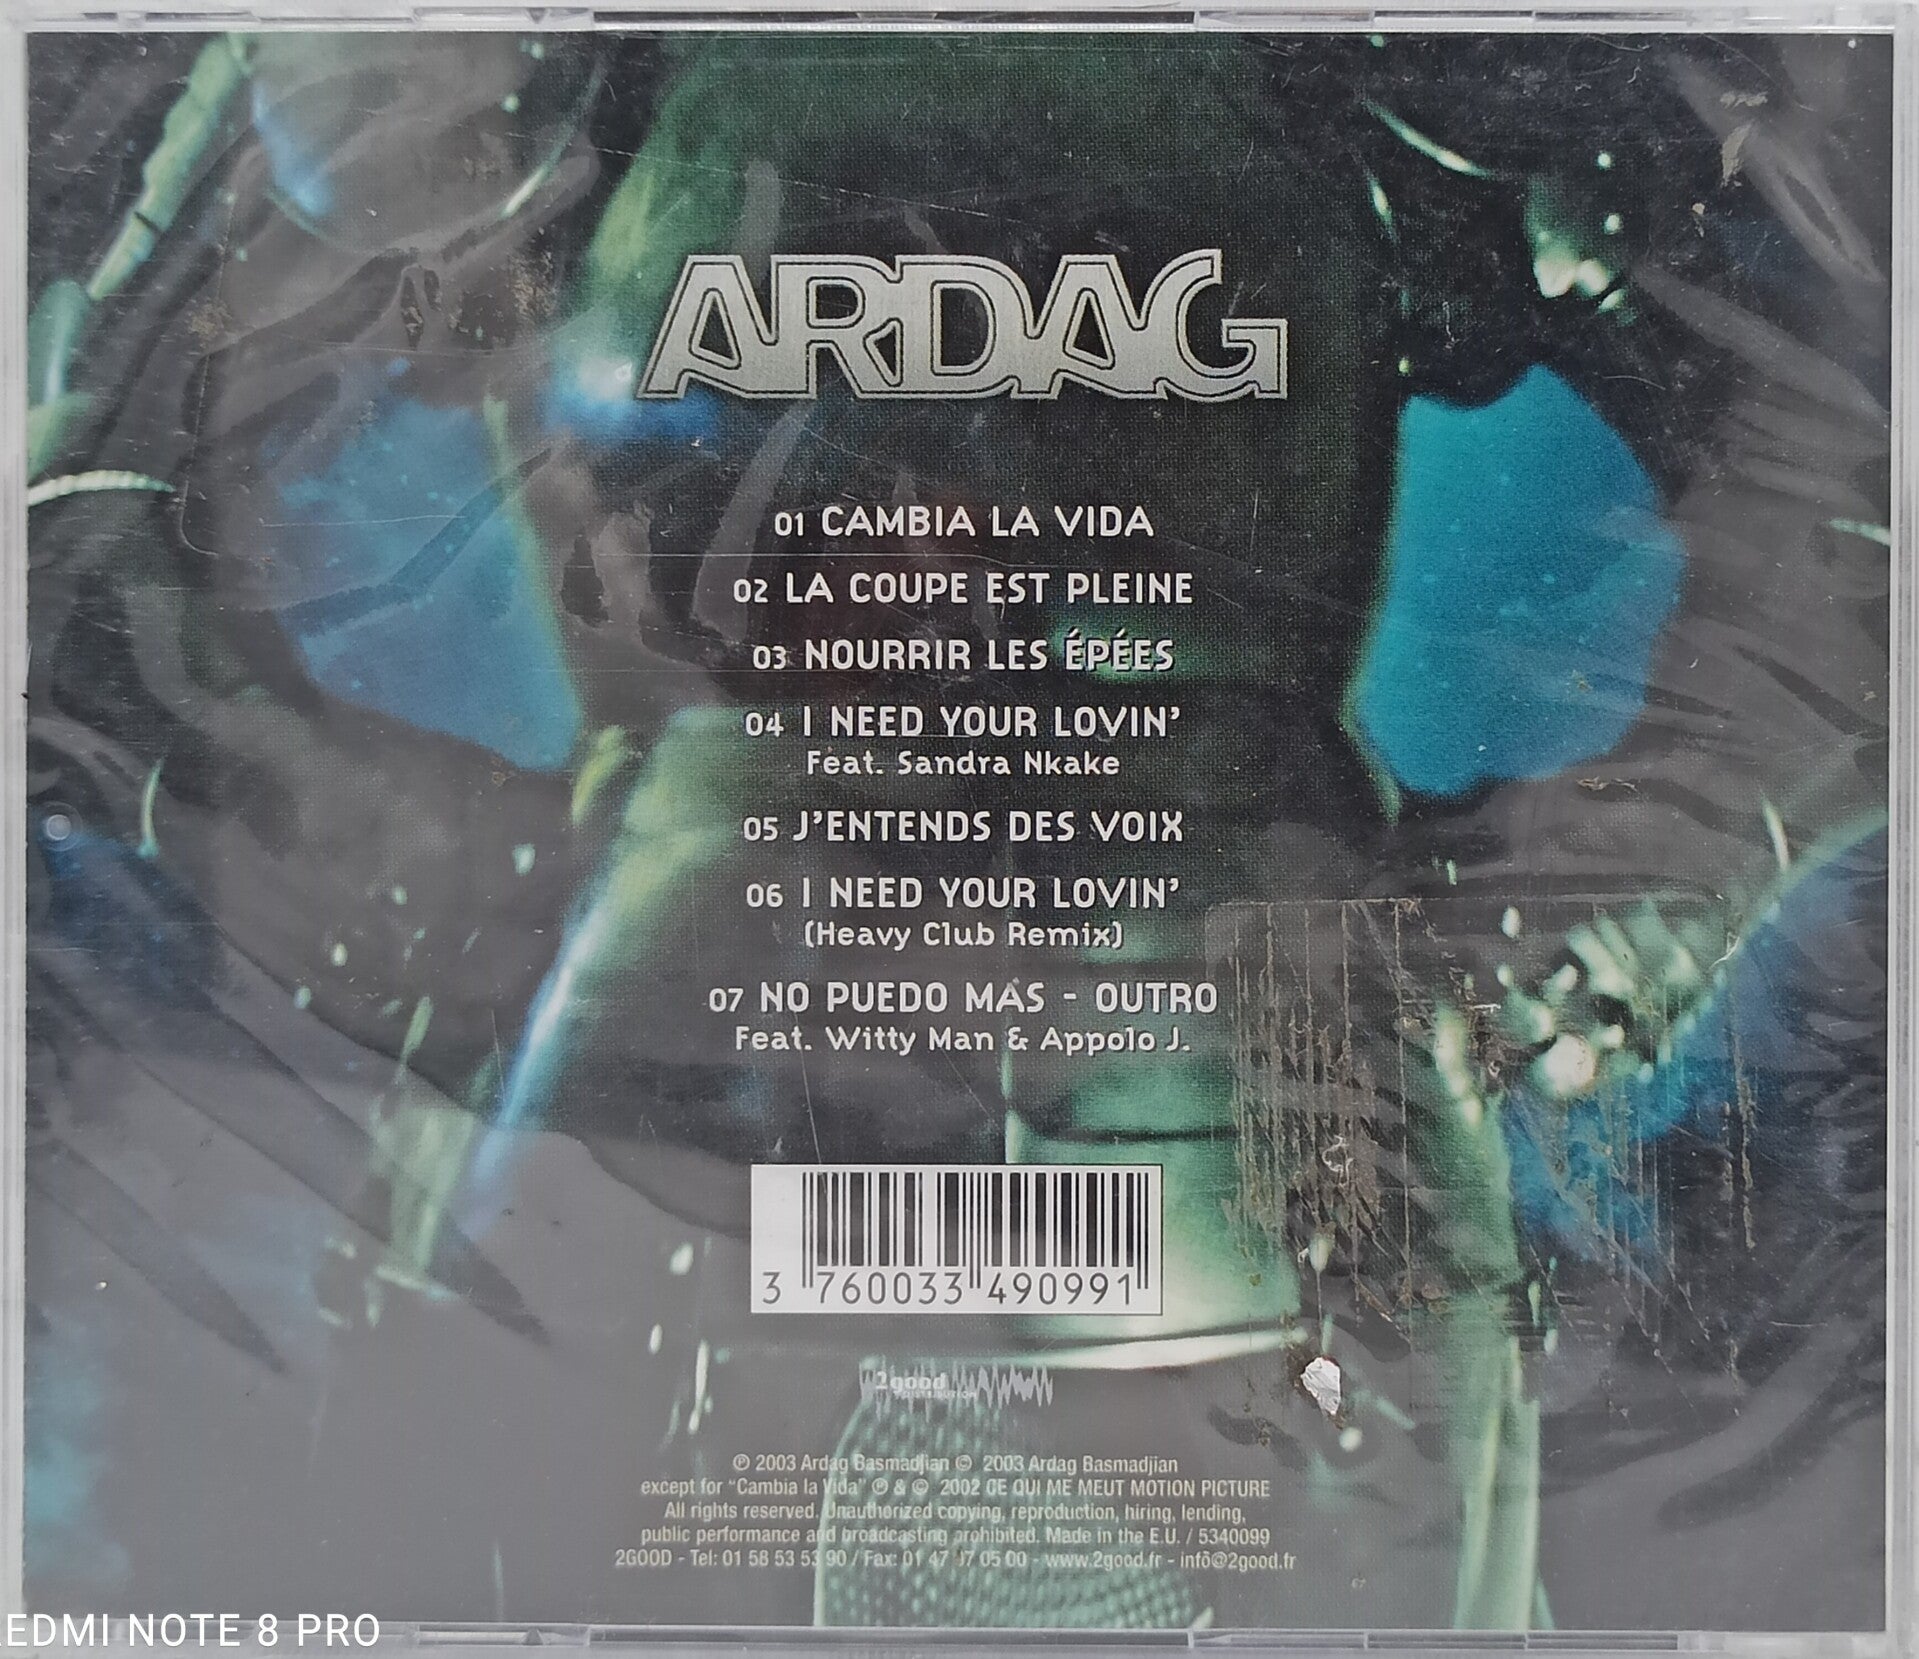 ARDAG
01 CAMBIA LA VIDA
02 LA COUPE EST PLEINE
03 NOURRIR LES ÉPÉES
04 I NEED YOUR LOVIN'
Feat. Sandra Nkake
05 J'ENTENDS DES VOIX
06 I NEED YOUR LOVIN'
(Heavy Club Remix)
07 NO PUEDO MAS - OUTRO
Feat. Witty Man & Appolo J.
3 760033 490991
2good
DISTRIBUTION
℗ 2003 Ardag Basmadjian © 2003 Ardag Basmadjian
except for "Cambia la Vida" ℗ & © 2002 CE QUI ME MEUT MOTION PICTURE
All rights reserved. Unauthorized copying, reproduction, hiring, lending,
public performance and broadcasting prohibited. Made in the E.U. / 5340099
2GOOD - Tel: 01 58 53 53 90 / Fax: 01 47 05 00 - www.2good.fr - infõ@2good.fr
EDMI NOTE 8 PRO